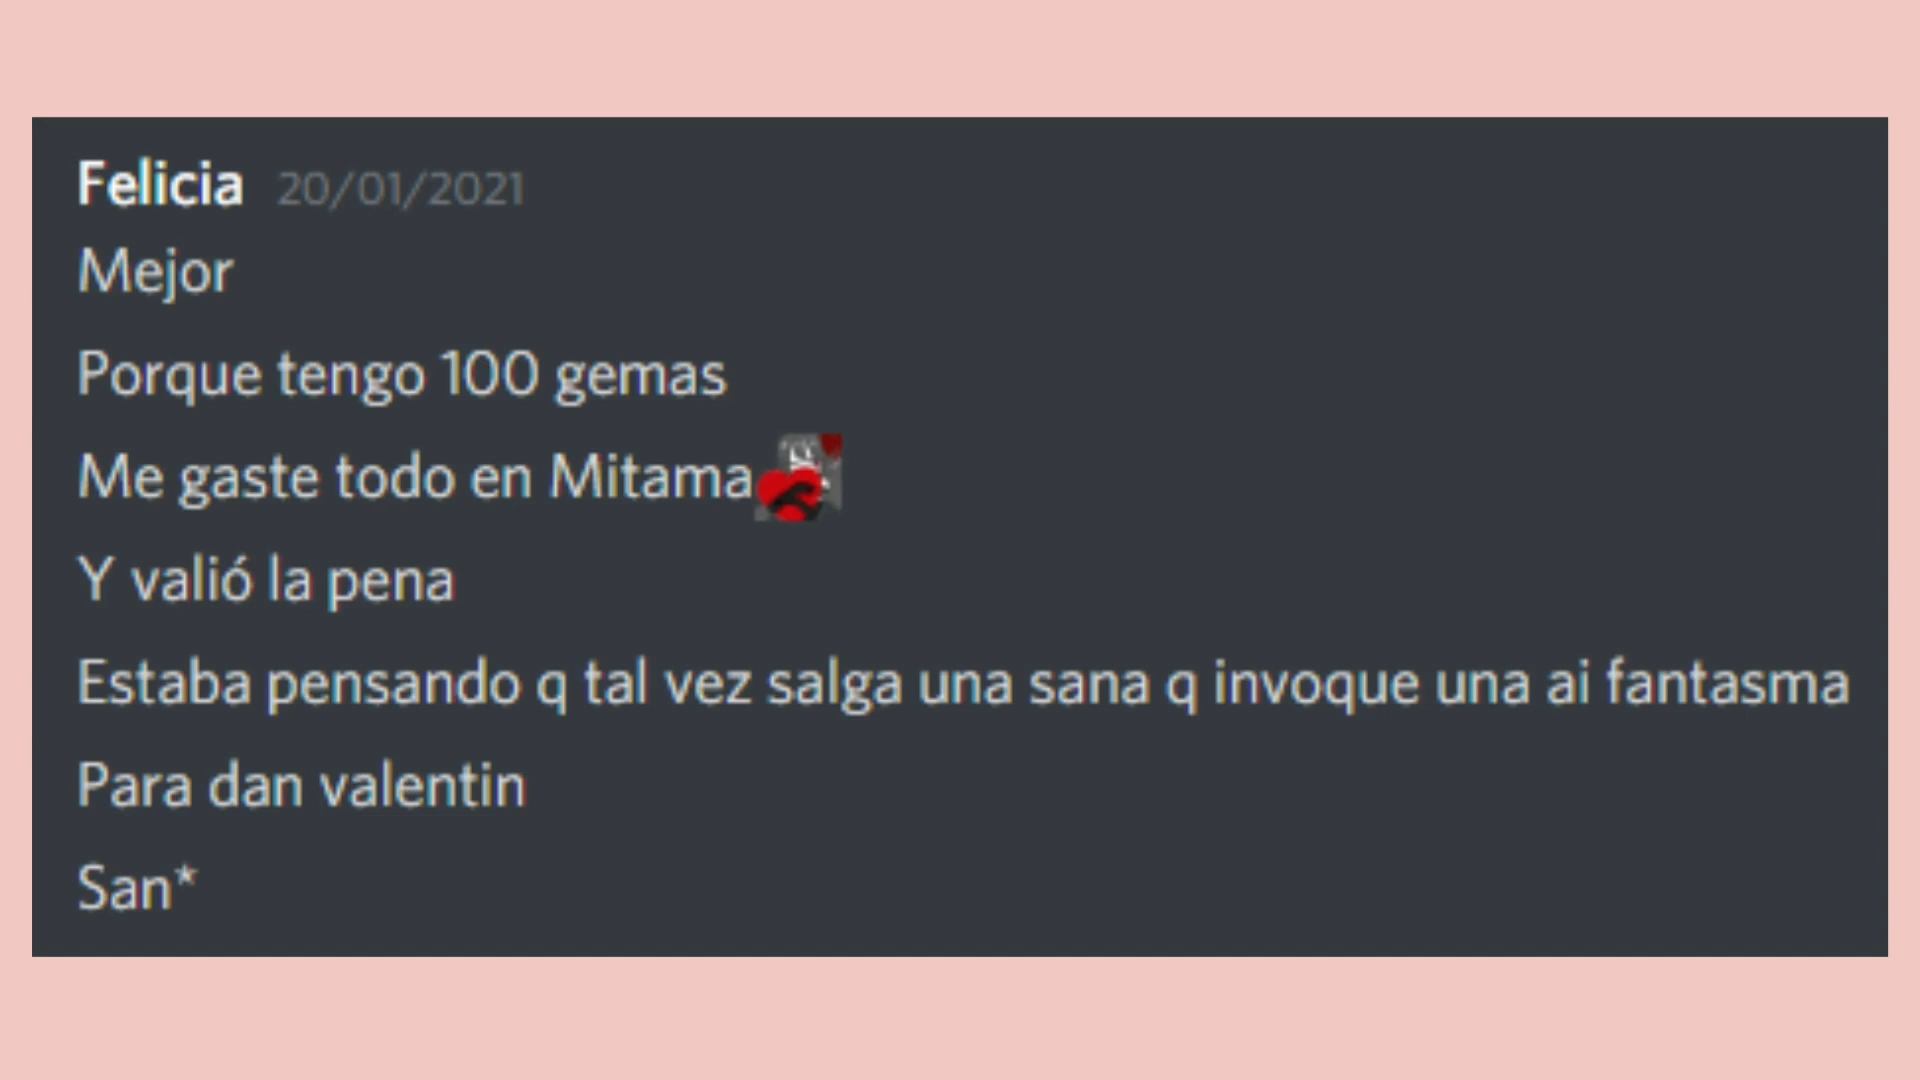 Felicia 20/01/2021
Mejor
Porque tengo 100 gemas
Me gaste todo en Mitama
Y valió la pena
Estaba pensando q tal vez salga una sana q invoque una ai fantasma
Para dan valentin
San*